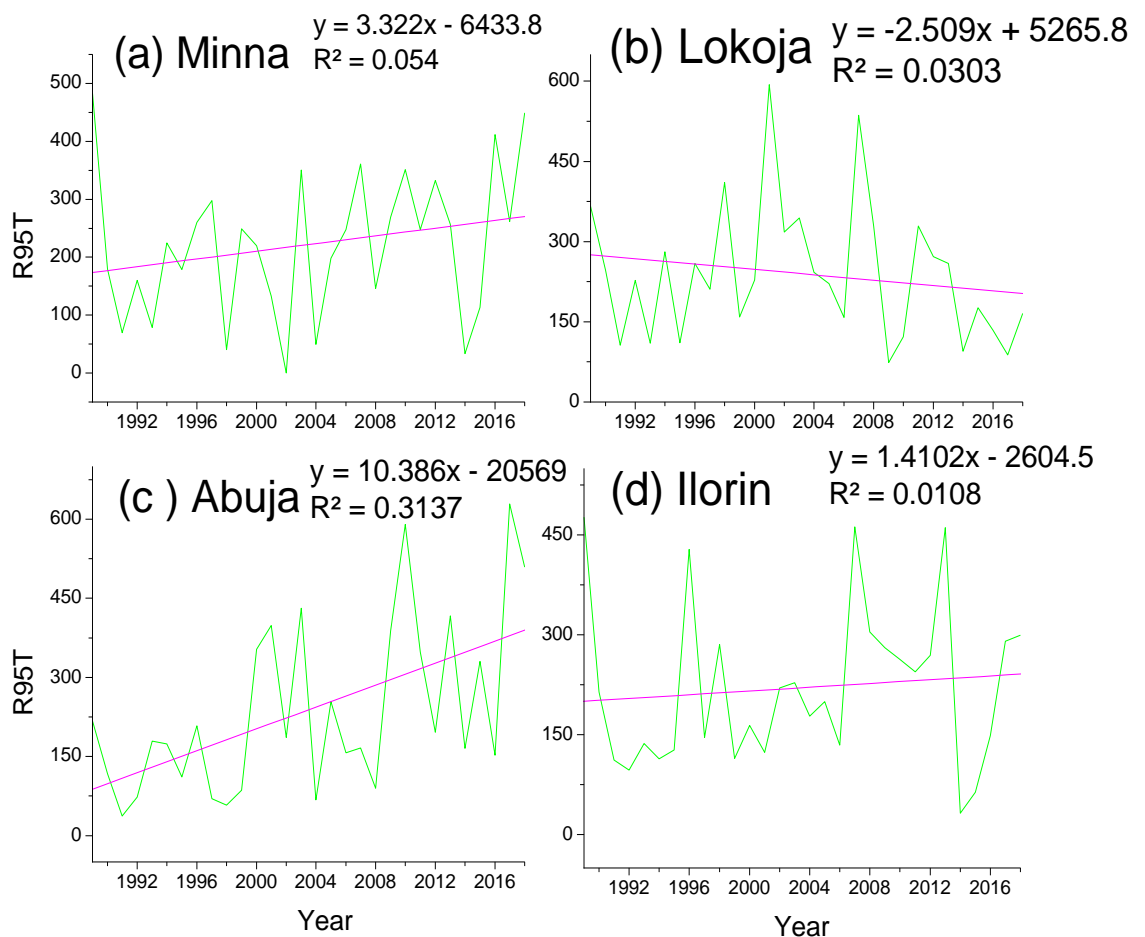 (a) Minna
y = 3.322x - 6433.8
R² = 0.054
R95T
500
400
300
200
100
0
1992 1996 2000 2004 2008 2012 2016
(b) Lokoja
y = -2.509x + 5265.8
R² = 0.0303
600
450
300
150
0
1992 1996 2000 2004 2008 2012 2016
(c ) Abuja
y = 10.386x - 20569
R² = 0.3137
R95T
600
450
300
150
0
1992 1996 2000 2004 2008 2012 2016
Year
(d) Ilorin
y = 1.4102x - 2604.5
R² = 0.0108
450
300
150
0
1992 1996 2000 2004 2008 2012 2016
Year